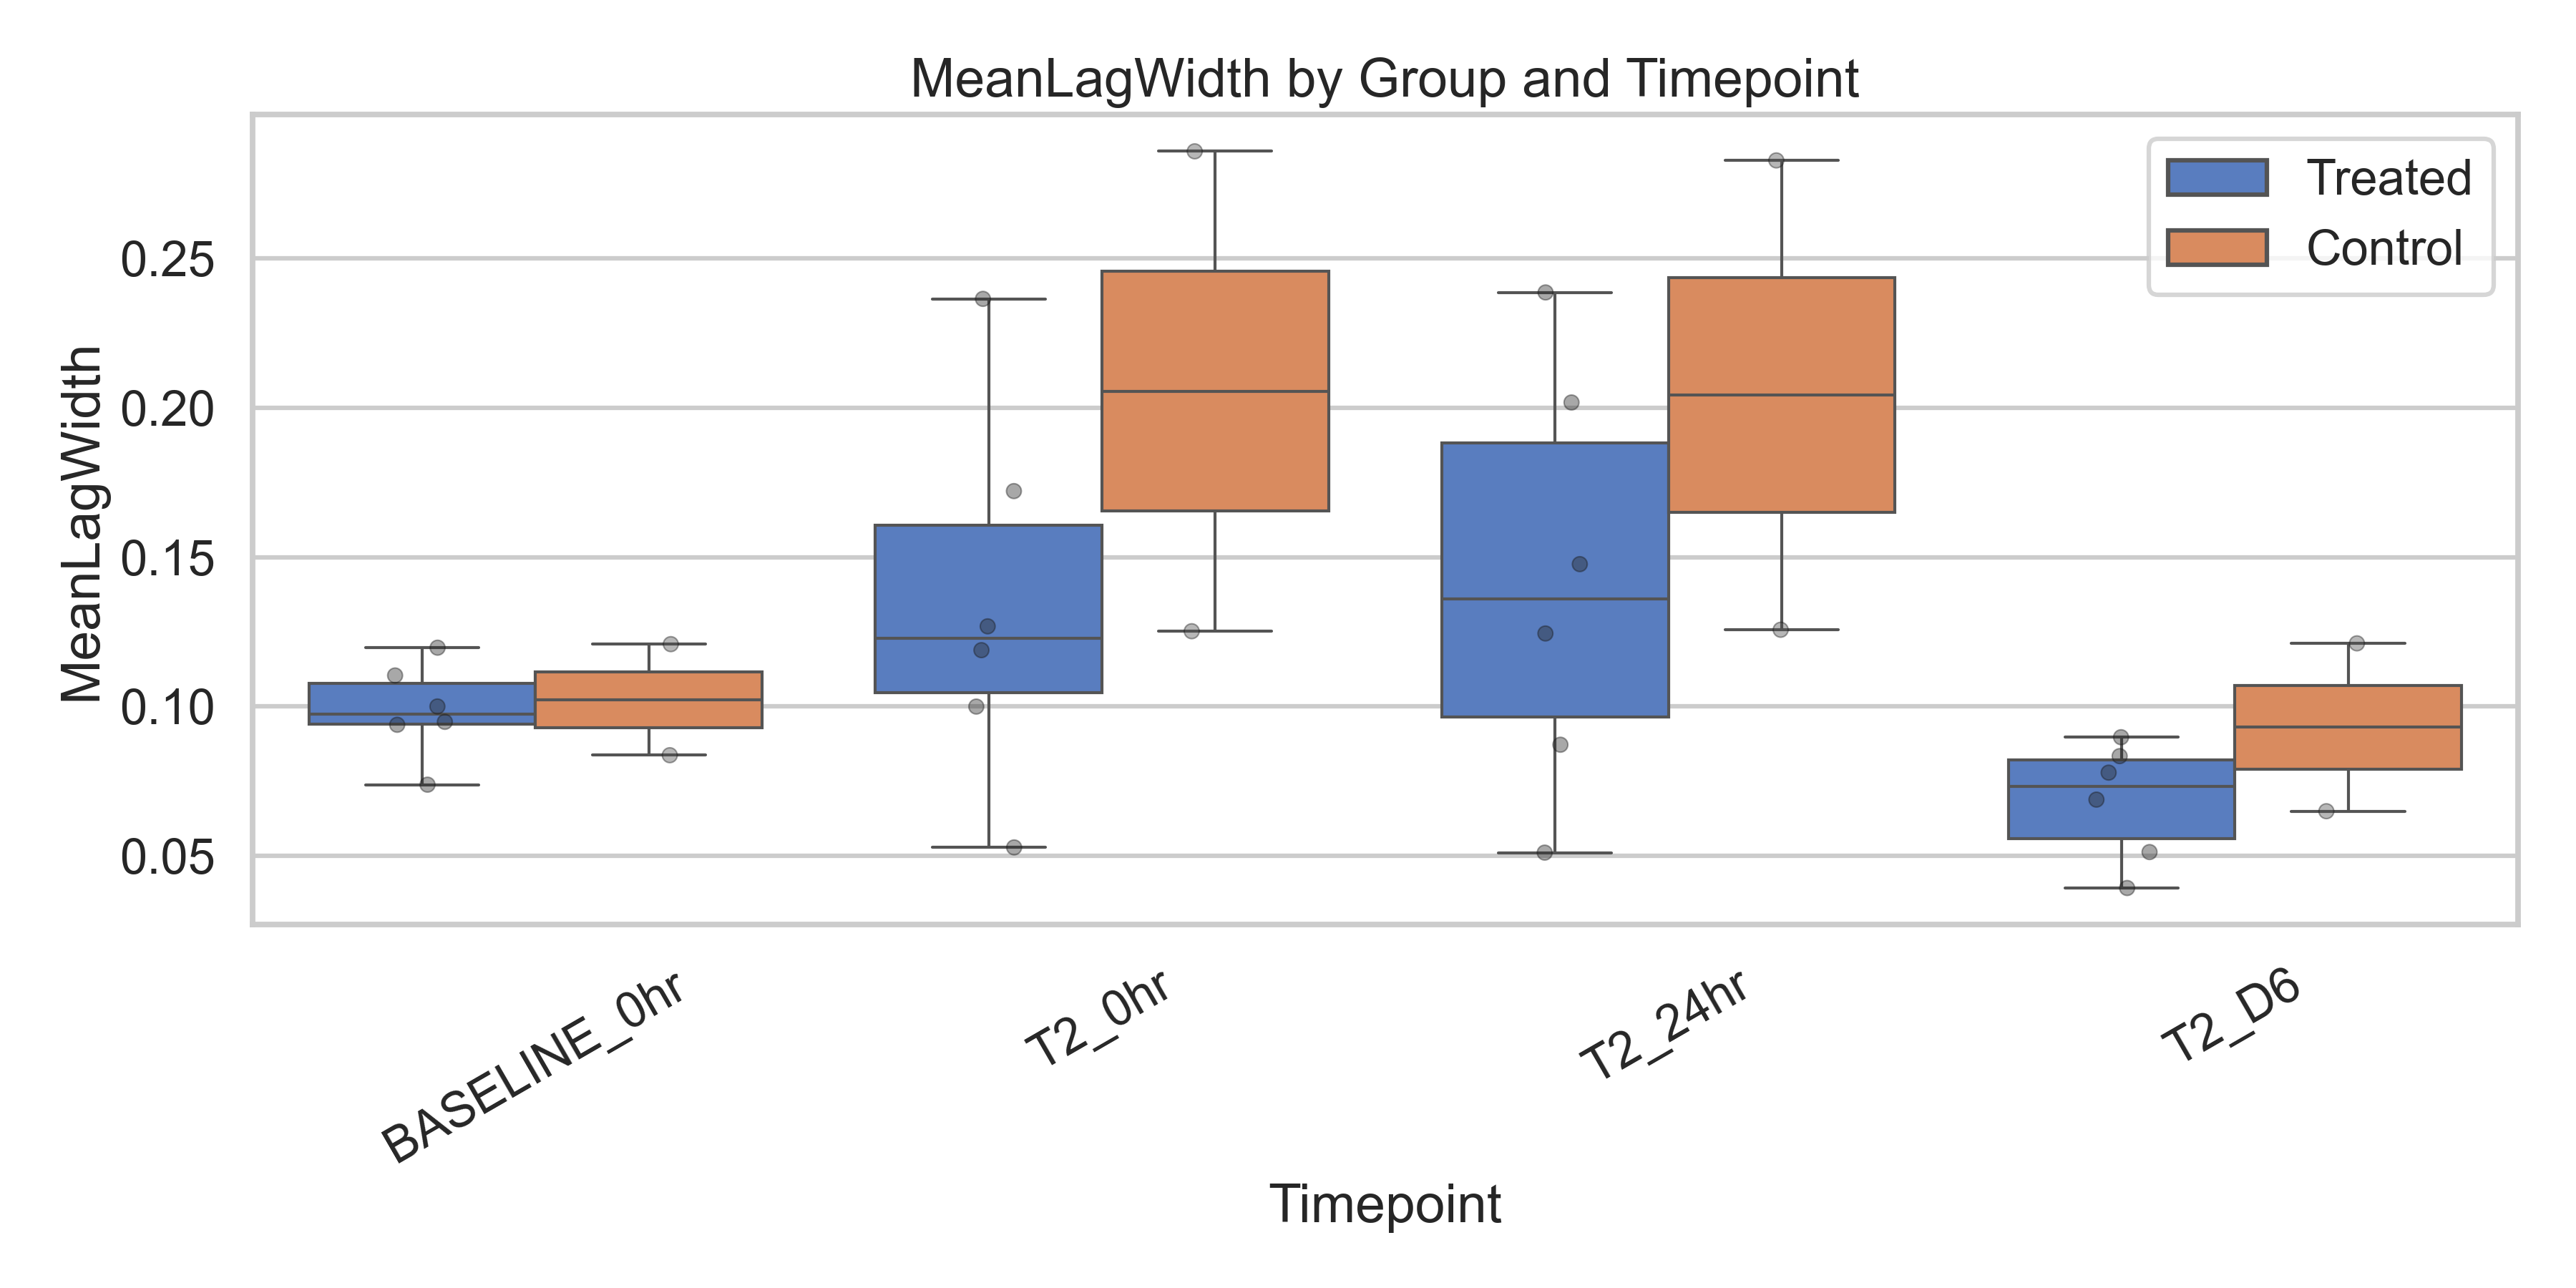 MeanLagWidth by Group and Timepoint
Treated
Control
MeanLagWidth
0.25
0.20
0.15
0.10
0.05
BASELINE_0hr
T2_0hr
T2_24hr
T2_D6
Timepoint